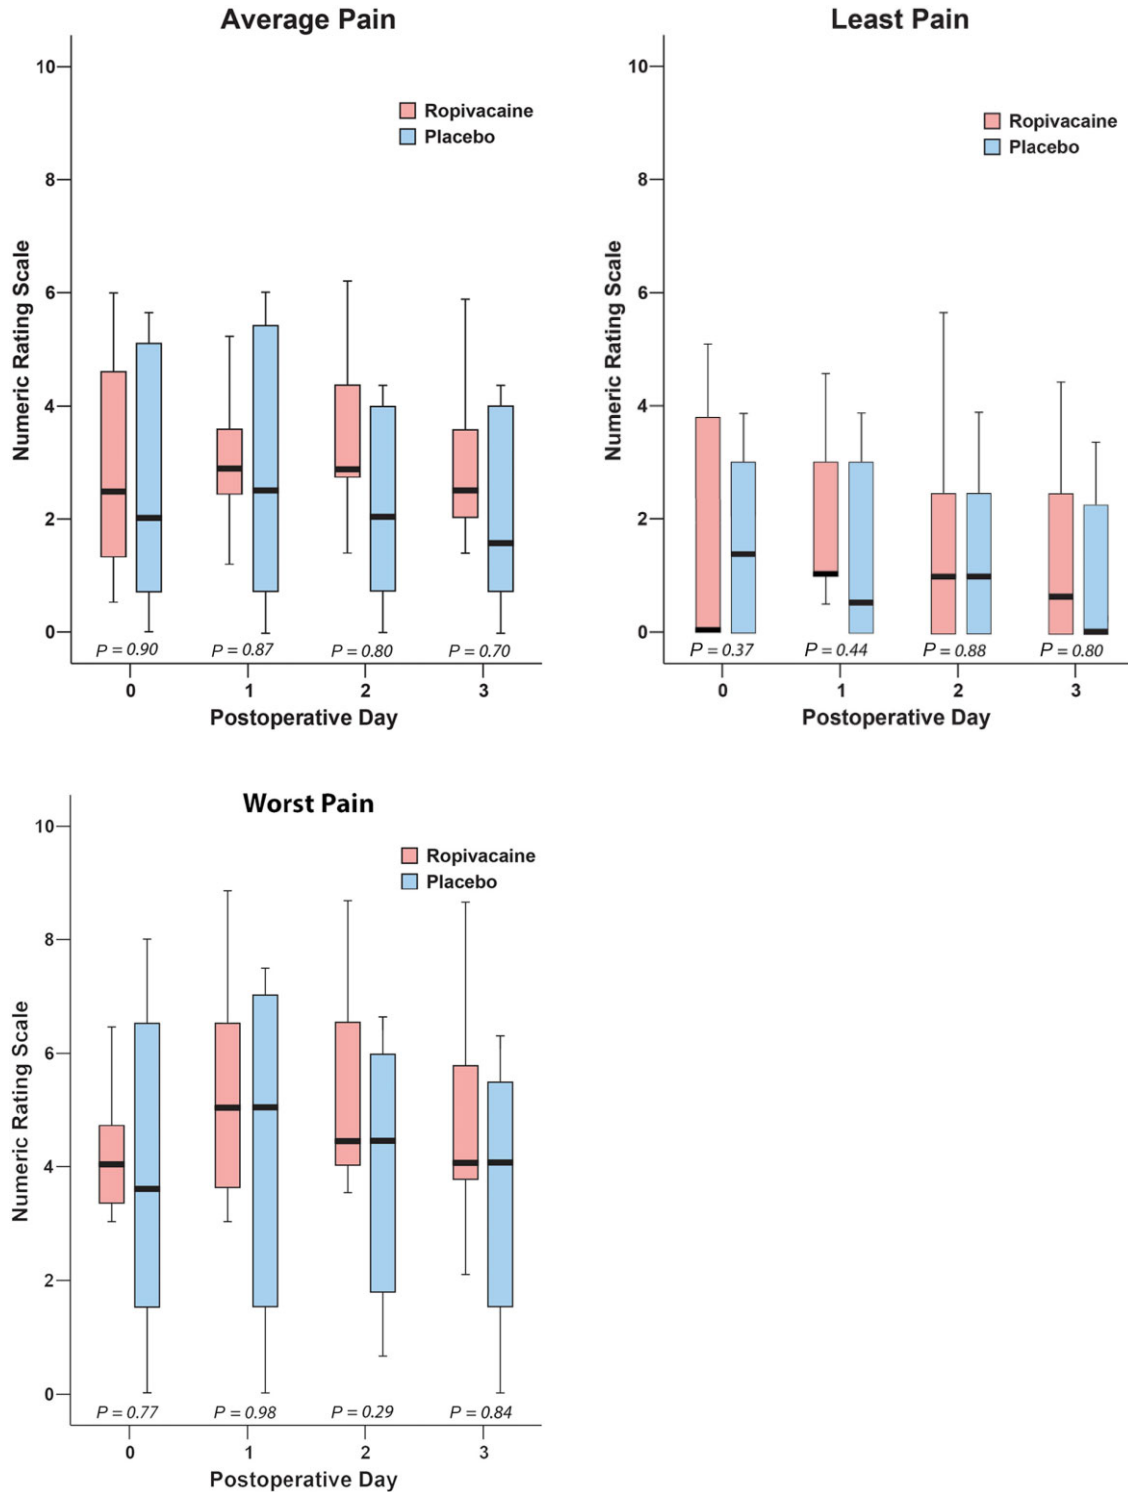 Average Pain
10
8
6
4
2
0
Numeric Rating Scale
Ropivacaine
Placebo
P = 0.90 P = 0.87 P = 0.80 P = 0.70
0 1 2 3
Postoperative Day
Least Pain
10
8
6
4
2
0
Numeric Rating Scale
Ropivacaine
Placebo
P = 0.37 P = 0.44 P = 0.88 P = 0.80
0 1 2 3
Postoperative Day
Worst Pain
10
8
6
4
2
0
Numeric Rating Scale
Ropivacaine
Placebo
P = 0.77 P = 0.98 P = 0.29 P = 0.84
0 1 2 3
Postoperative Day